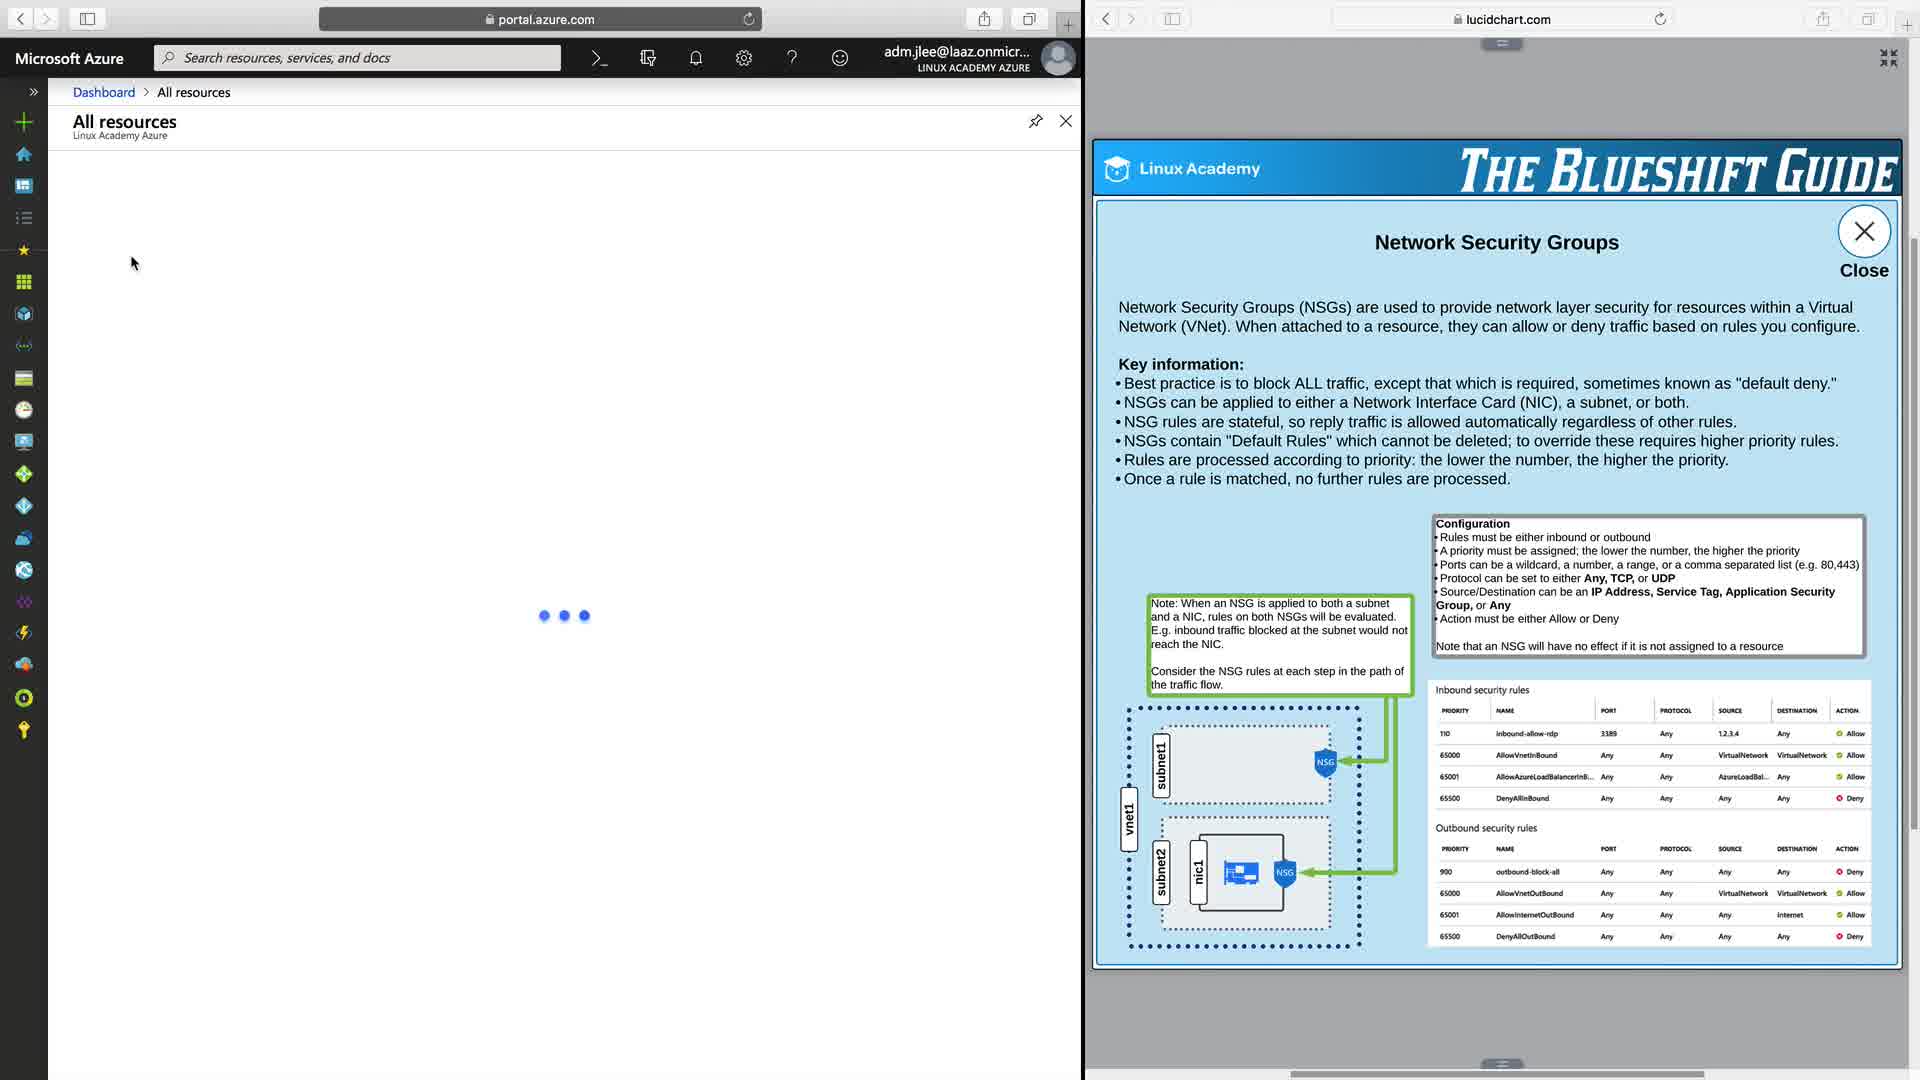 portal.azure.com
Microsoft Azure
Search resources, services, and docs
adm.jlee@laaz.onmicr...
LINUX ACADEMY AZURE
Dashboard > All resources
All resources
Linux Academy Azure
lucidchart.com
Linux Academy
THE BLUESHIFT GUIDE
Network Security Groups
Close
Network Security Groups (NSGs) are used to provide network layer security for resources within a Virtual
Network (VNet). When attached to a resource, they can allow or deny traffic based on rules you configure.
Key information:
• Best practice is to block ALL traffic, except that which is required, sometimes known as "default deny."
• NSGs can be applied to either a Network Interface Card (NIC), a subnet, or both.
• NSG rules are stateful, so reply traffic is allowed automatically regardless of other rules.
• NSGs contain "Default Rules" which cannot be deleted; to override these requires higher priority rules.
• Rules are processed according to priority: the lower the number, the higher the priority.
• Once a rule is matched, no further rules are processed.
Configuration
• Rules must be either inbound or outbound
• A priority must be assigned; the lower the number, the higher the priority
• Ports can be a wildcard, a number, a range, or a comma separated list (e.g. 80,443)
• Protocol can be set to either Any, TCP, or UDP
• Source/Destination can be an IP Address, Service Tag, Application Security
Group, or Any
• Action must be either Allow or Deny
Note that an NSG will have no effect if it is not assigned to a resource
Note: When an NSG is applied to both a subnet
and a NIC, rules on both NSGs will be evaluated.
E.g. inbound traffic blocked at the subnet would not
reach the NIC.
Consider the NSG rules at each step in the path of
the traffic flow.
vnet1
subnet1
NSG
subnet2
nic1
NSG
Inbound security rules
PRIORITY NAME PORT PROTOCOL SOURCE DESTINATION ACTION
110 inbound-allow-rdp 3389 Any 1.2.3.4 Any Allow
65000 AllowVnetInBound Any Any VirtualNetwork VirtualNetwork Allow
65001 AllowAzureLoadBalancerInB... Any Any AzureLoadBal... Any Allow
65500 DenyAllInBound Any Any Any Any Deny
Outbound security rules
PRIORITY NAME PORT PROTOCOL SOURCE DESTINATION ACTION
900 outbound-block-all Any Any Any Any Deny
65000 AllowVnetOutBound Any Any VirtualNetwork VirtualNetwork Allow
65001 AllowInternetOutBound Any Any Any Internet Allow
65500 DenyAllOutBound Any Any Any Any Deny